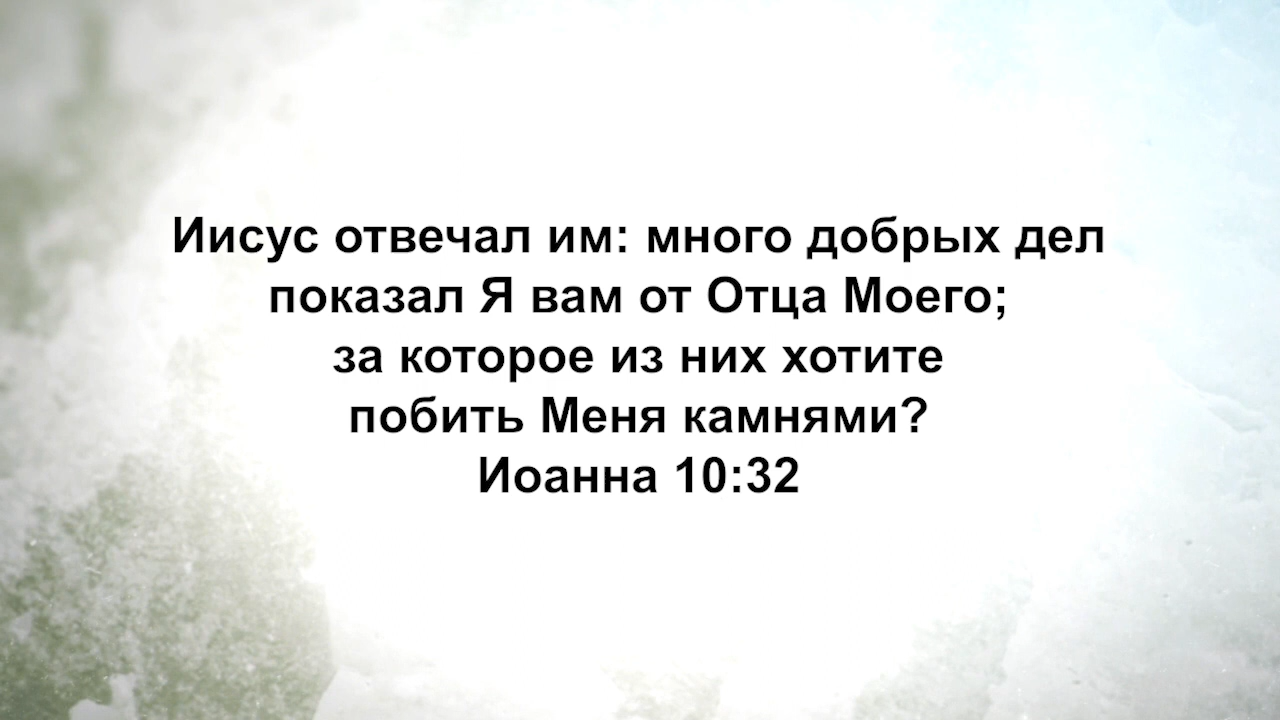 Иисус отвечал им: много добрых дел
показал Я вам от Отца Моего;
за которое из них хотите
побить Меня камнями?
Иоанна 10:32